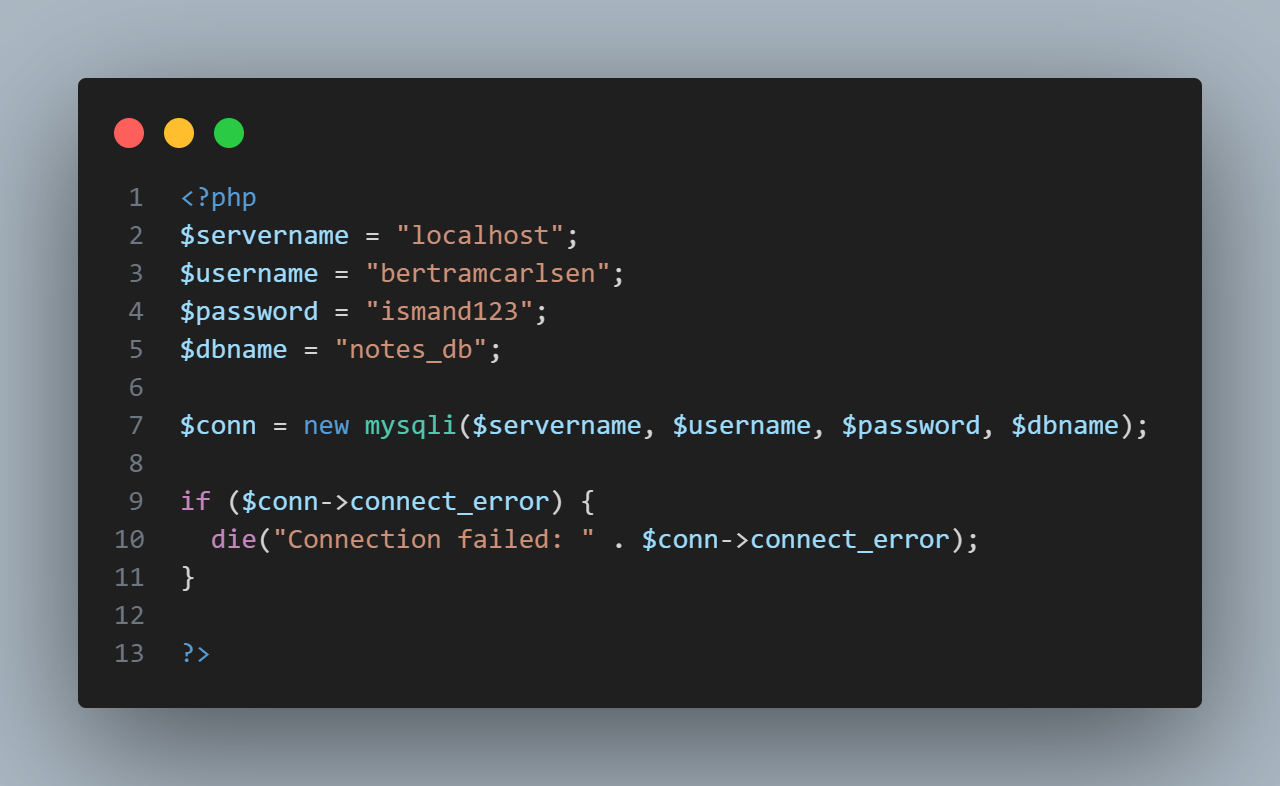 1 <?php
2 $servername = "localhost";
3 $username = "bertramcarlsen";
4 $password = "ismand123";
5 $dbname = "notes_db";
6
7 $conn = new mysqli($servername, $username, $password, $dbname);
8
9 if ($conn->connect_error) {
10   die("Connection failed: " . $conn->connect_error);
11 }
12
13 ?>